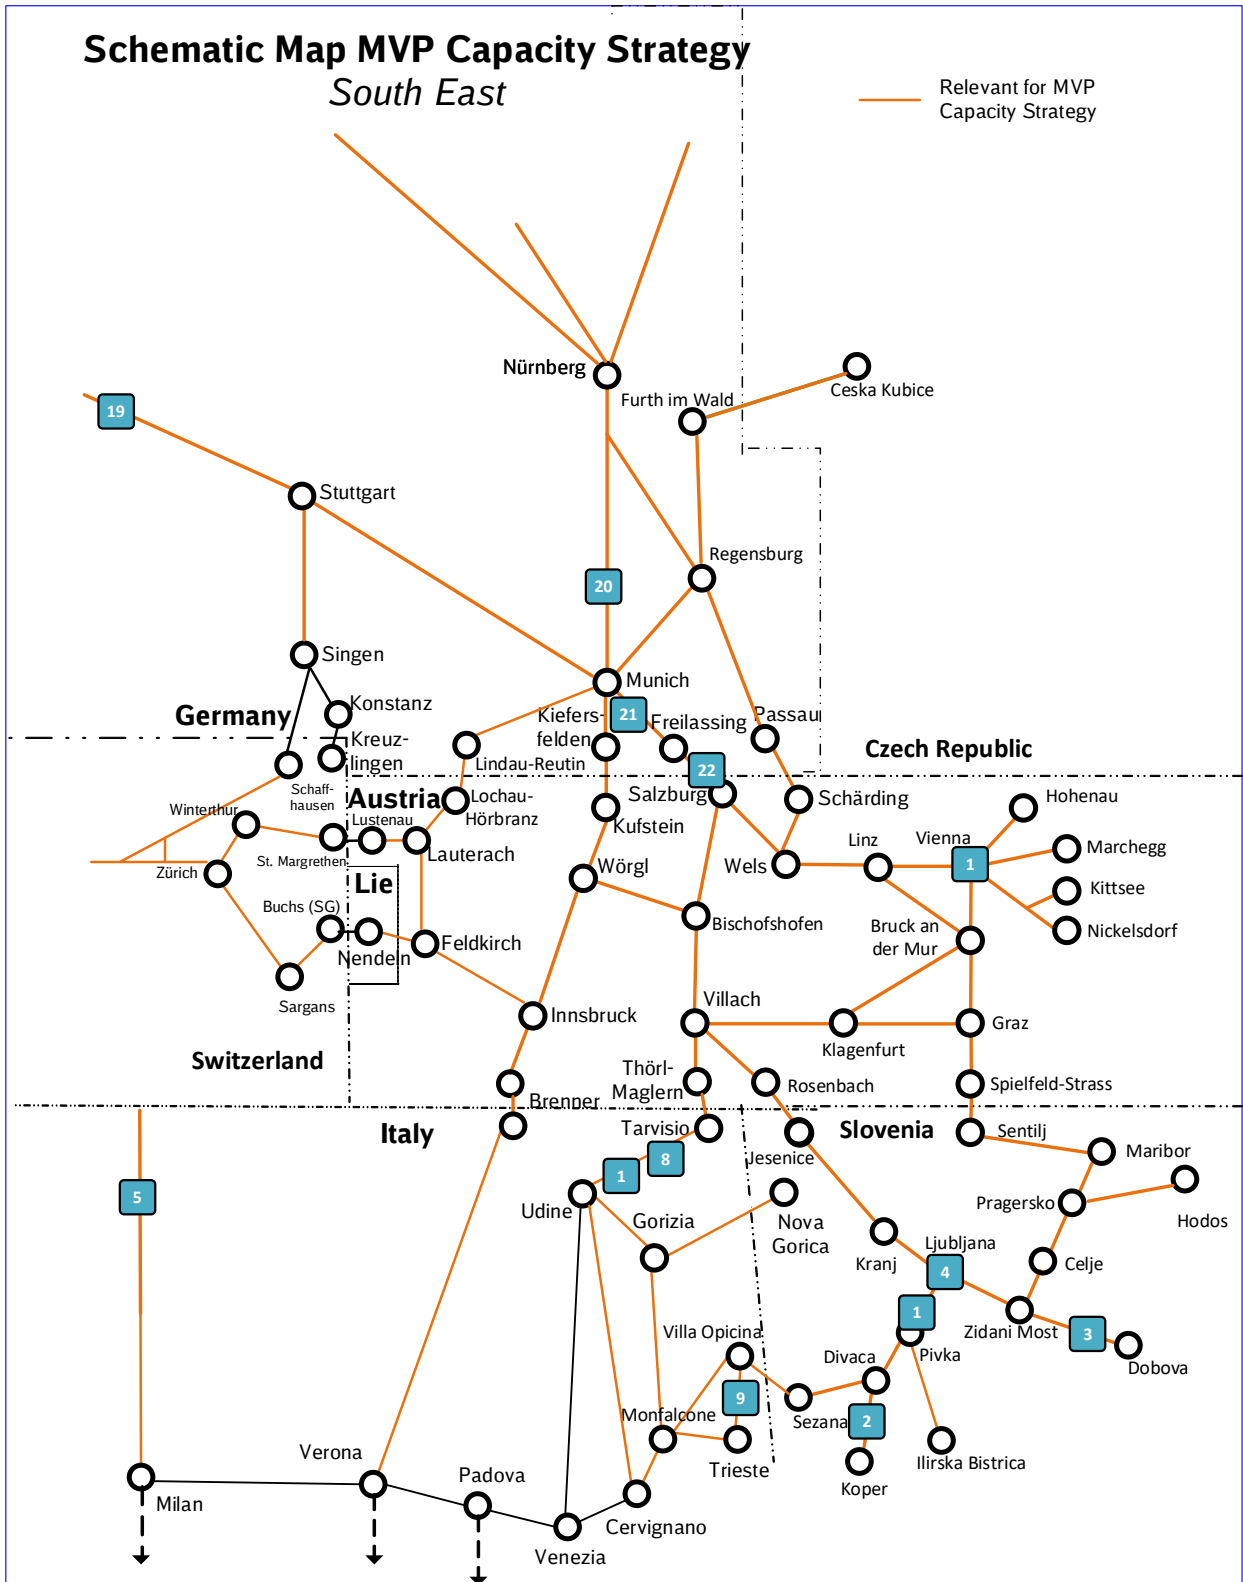 Schematic Map MVP Capacity Strategy
South East
Relevant for MVP
Capacity Strategy
Nürnberg
Furth im Wald
Ceska Kubice
19
Stuttgart
Regensburg
20
Singen
Munich
Konstanz
Germany
21
Kiefers-
felden
Freilassing
Passau
Kreuz-
lingen
Czech Republic
Lindau-Reutin
22
Schaff-
hausen
Austria
Lochau-
Hörbranz
Salzburg
Schärding
Hohenau
Winterthur
Lustenau
Kufstein
Linz
Vienna
Marchegg
St. Margrethen
Lauterach
Zürich
Wörgl
Wels
1
Lie
Kittsee
Buchs (SG)
Bischofshofen
Bruck an
der Mur
Nickelsdorf
Nendeln
Feldkirch
Sargans
Villach
Innsbruck
Klagenfurt
Graz
Switzerland
Thörl-
Maglern
Rosenbach
Spielfeld-Strass
Brenner
Italy
Tarvisio
Slovenia
Sentilj
Jesenice
Maribor
8
1
5
Udine
Gorizia
Nova
Gorica
Pragersko
Hodos
Ljubljana
Kranj
4
Celje
1
Villa Opicina
Zidani Most
3
Divaca
Pivka
Dobova
9
Monfalcone
Sezana
2
Verona
Trieste
Ilirska Bistrica
Padova
Koper
Milan
Cervignano
Venezia